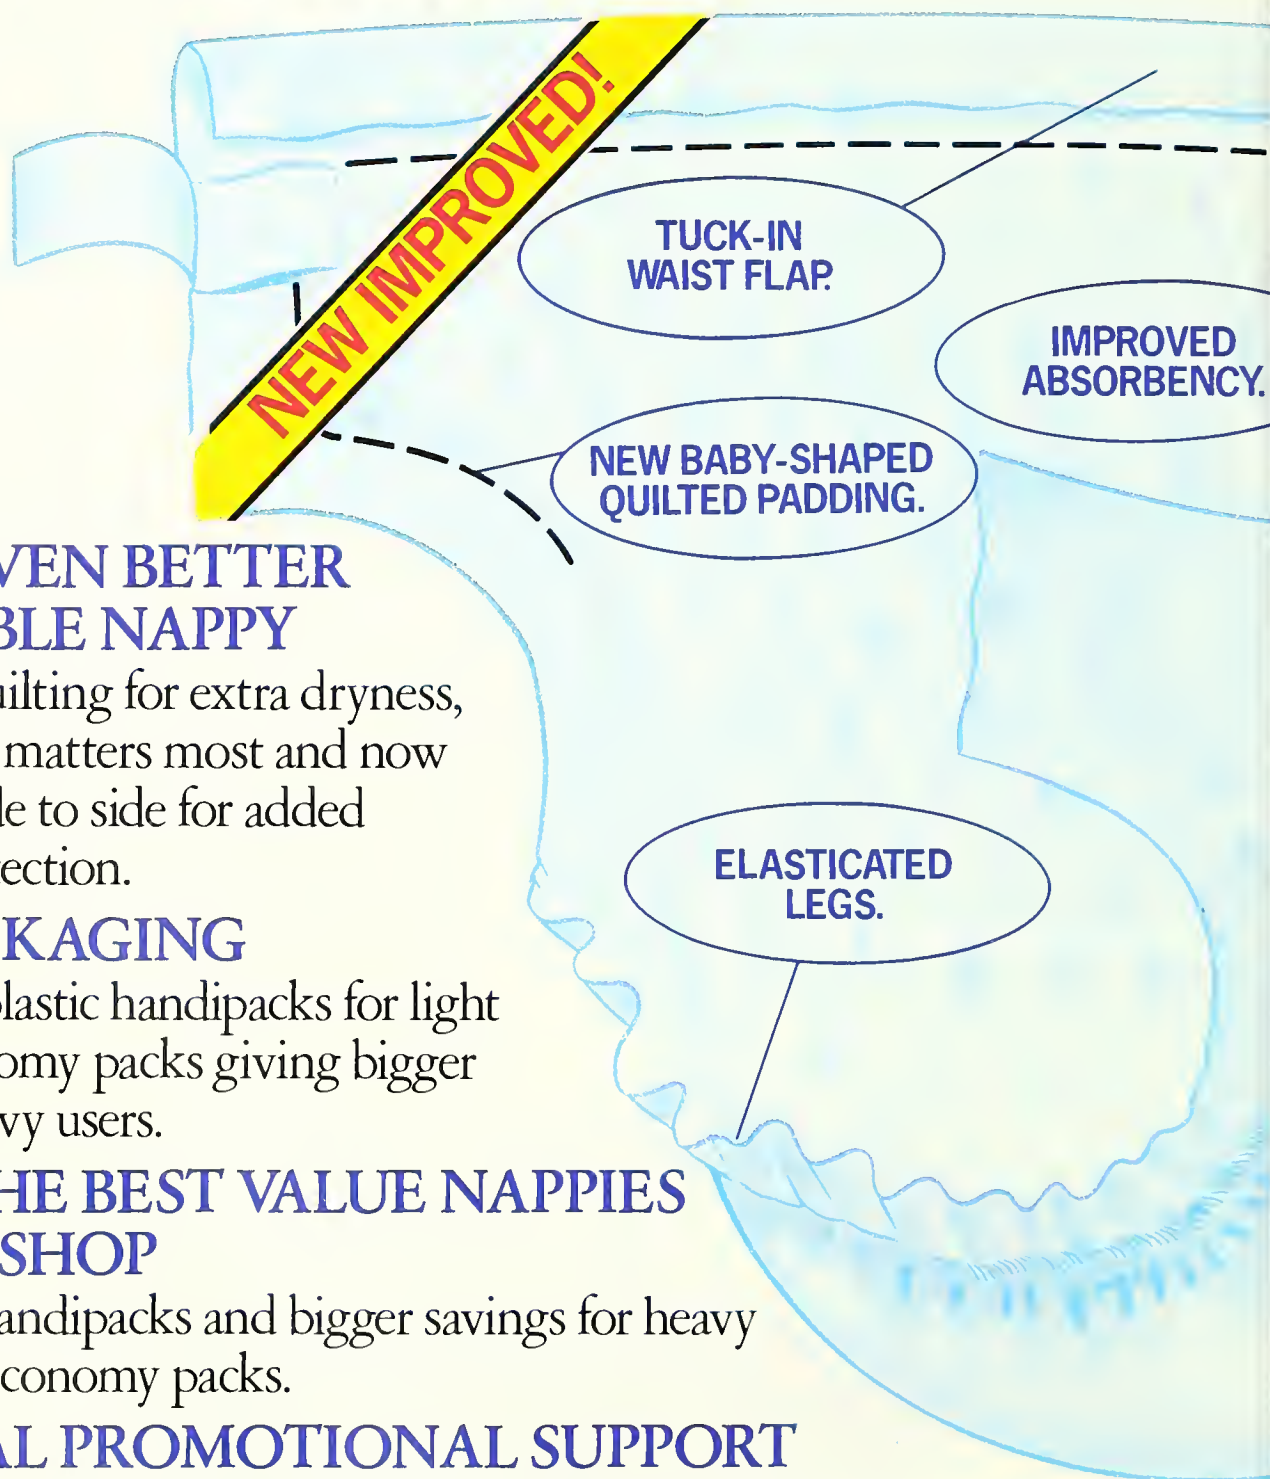 NEW IMPROVED!
TUCK-IN
WAIST FLAP.
IMPROVED
ABSORBENCY.
NEW BABY-SHAPED
QUILTED PADDING.
ELASTICATED
LEGS.
VEN BETTER
BLE NAPPY
uilting for extra dryness,
matters most and now
de to side for added
ection.
KAGING
plastic handipacks for light
omy packs giving bigger
vy users.
HE BEST VALUE NAPPIES
SHOP
andipacks and bigger savings for heavy
conomy packs.
AL PROMOTIONAL SUPPORT